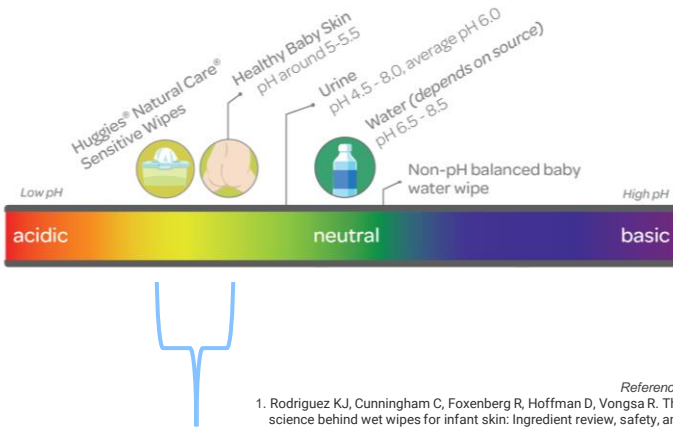 Huggies® Natural Care®
Sensitive Wipes
Healthy Baby Skin
pH around 5-5.5
Urine
pH 4.5 - 8.0, average pH 6.0
Water (depends on source)
pH 6.5 - 8.5
Non-pH balanced baby
water wipe
Low pH
High pH
acidic
neutral
basic
1. Rodriguez KJ, Cunningham C, Foxenberg R, Hoffman D, Vongsa R.
science behind wet wipes for infant skin: Ingredient review, safety,